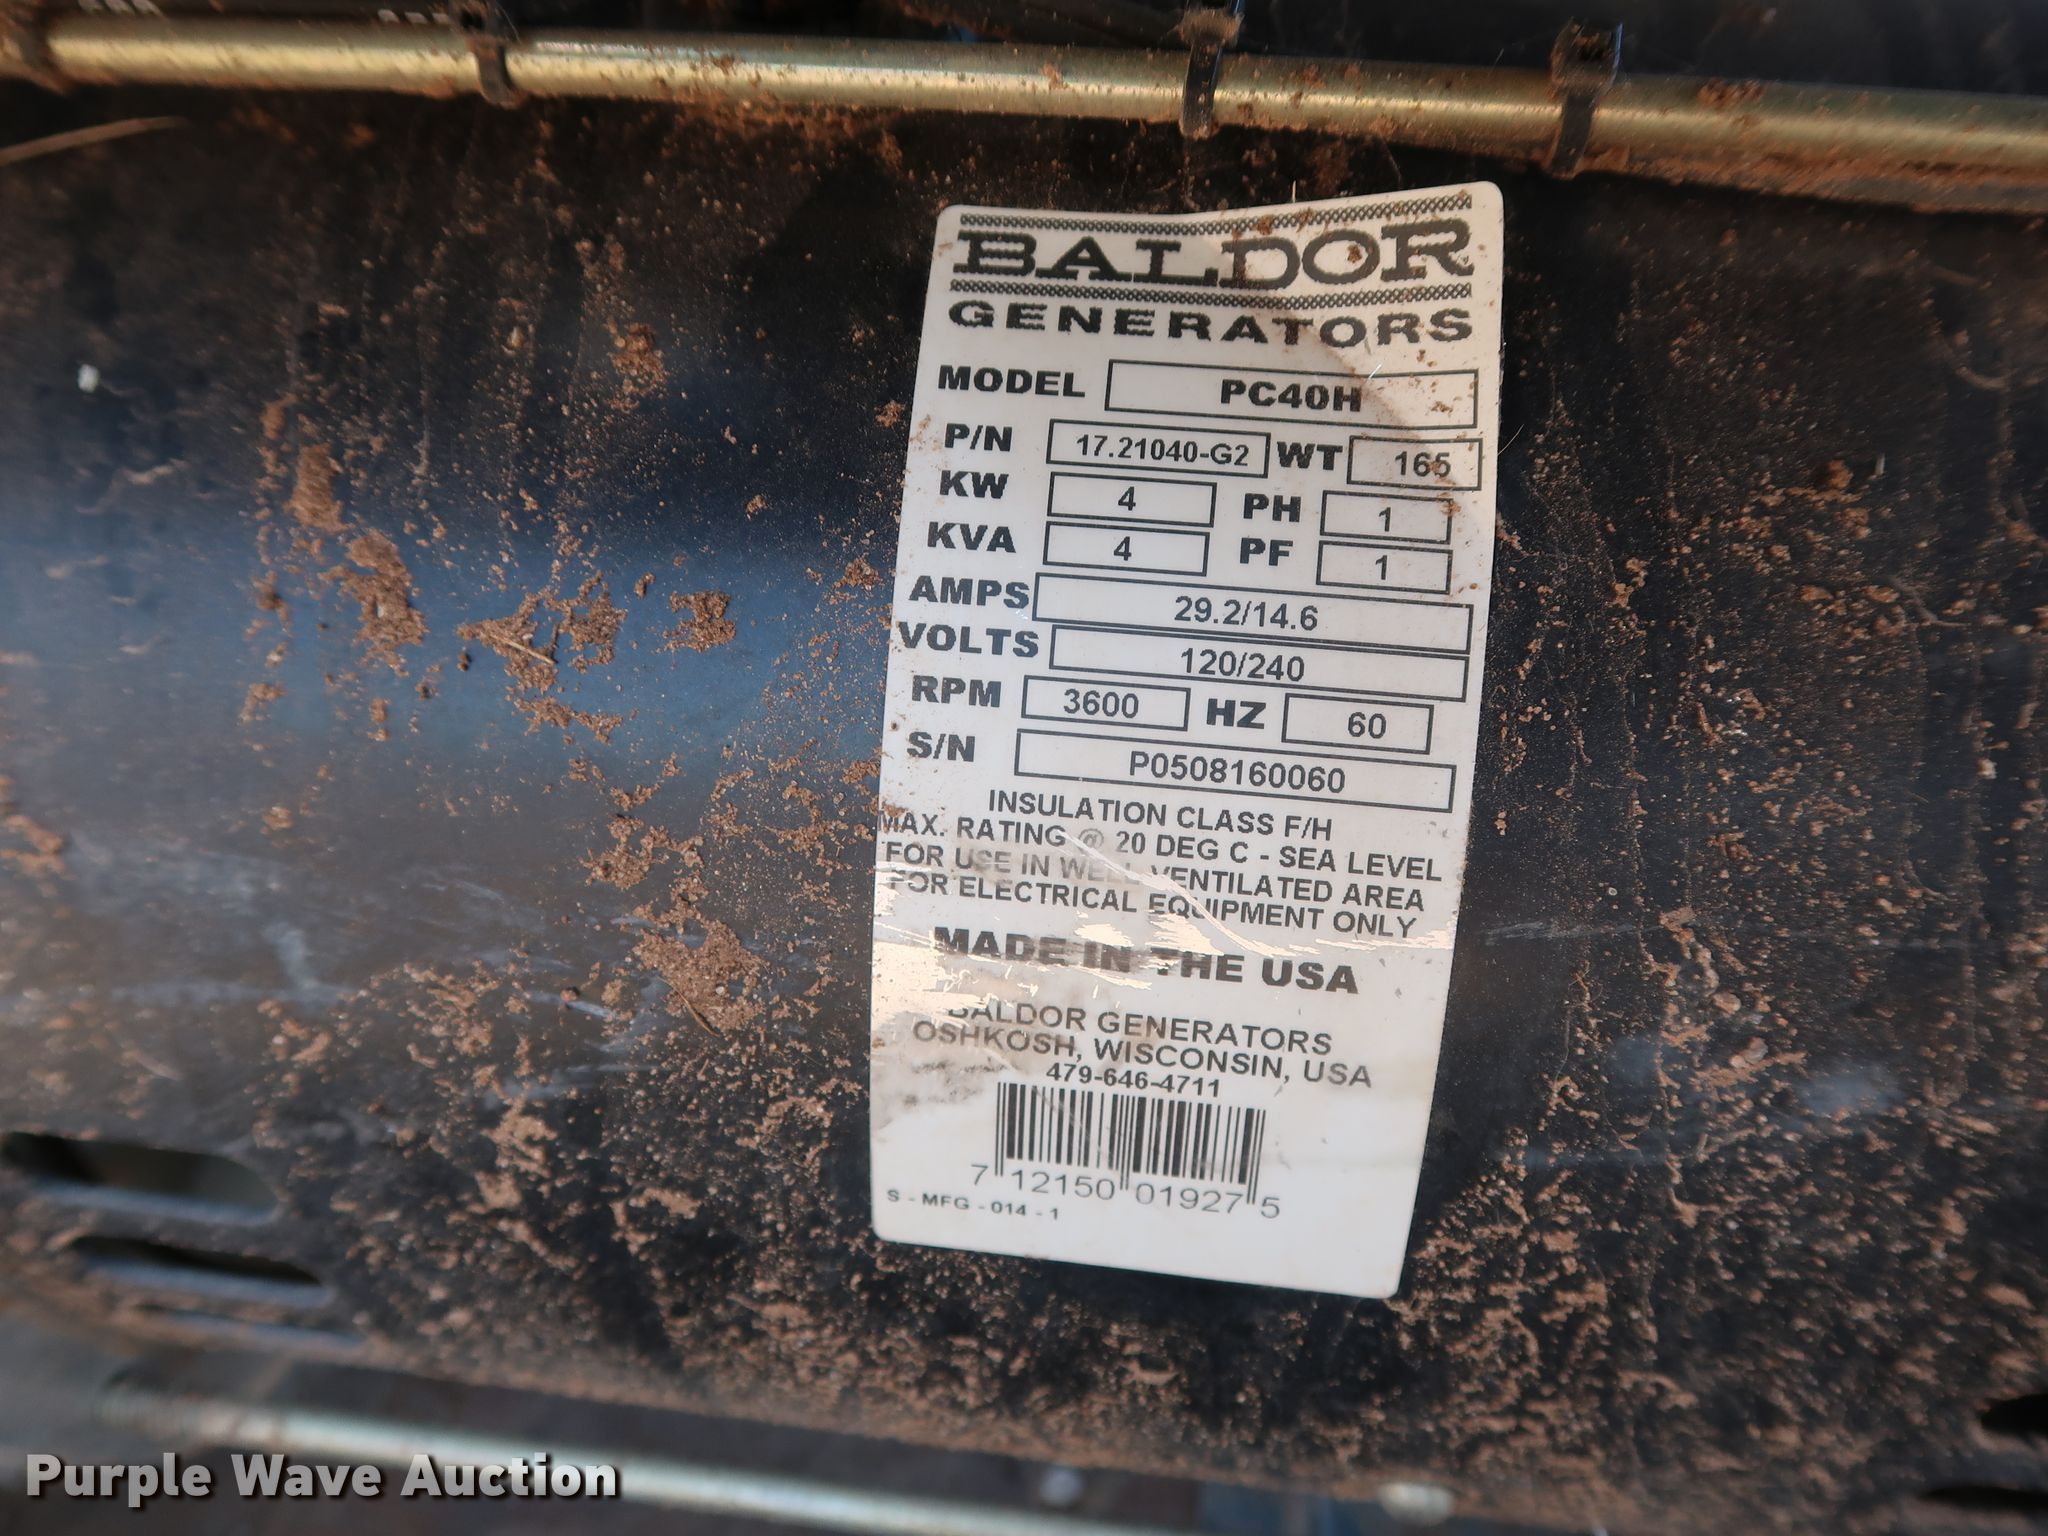 BALDOR
GENERATORS
MODEL PC40H
P/N 17.21040-G2 WT 165
KW 4 PH 1
KVA 4 PF 1
AMPS 29.2/14.6
VOLTS 120/240
RPM 3600 HZ 60
S/N P0508160060
INSULATION CLASS F/H
MAX. RATING @ 20 DEG C - SEA LEVEL
FOR USE IN WELL VENTILATED AREA
FOR ELECTRICAL EQUIPMENT ONLY
MADE IN THE USA
BALDOR GENERATORS
OSHKOSH, WISCONSIN, USA
479-646-4711
7 12150 01927 5
S - MFG - 014 - 1
Purple Wave Auction